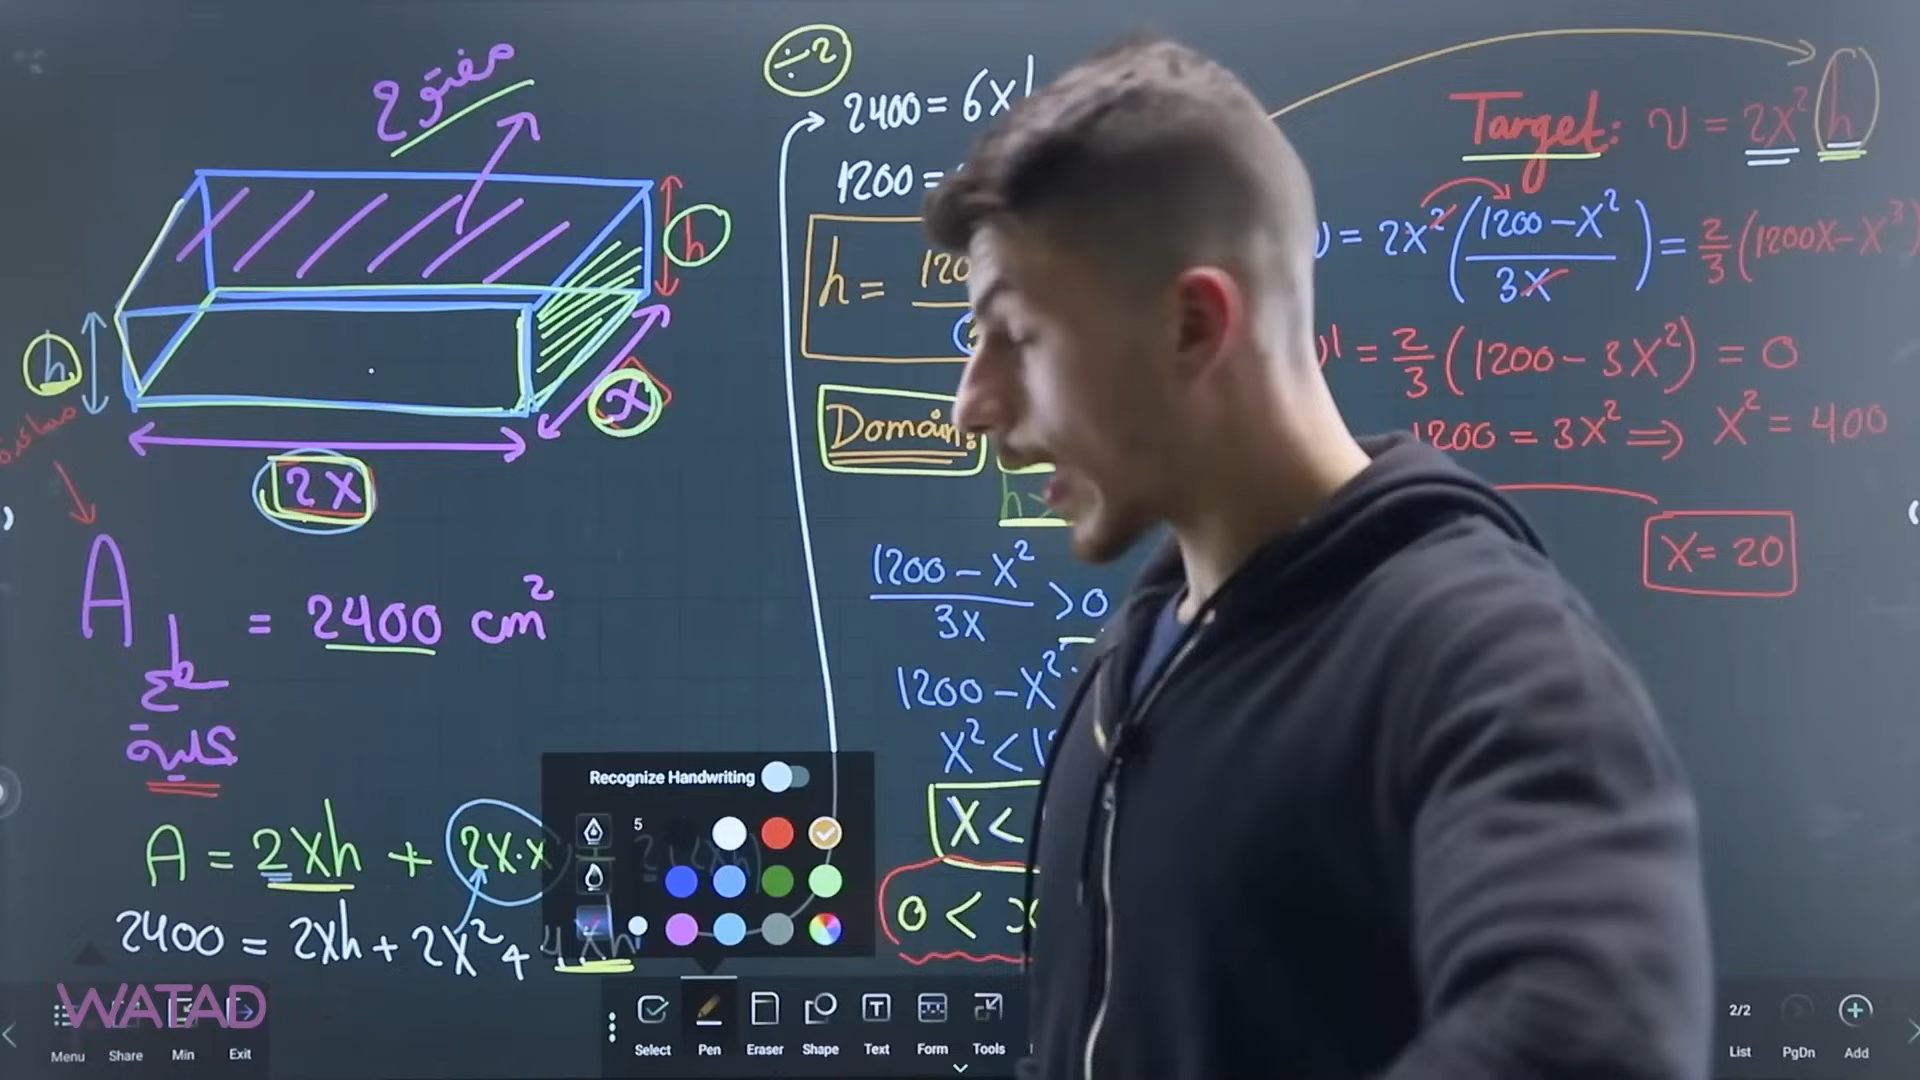 مفتوح
h
h
x
2x
A = 2400 cm²
كلية
A = 2xh + 2x.x
2400 = 2xh + 2x² + 4xh
÷2
2400 = 6x
1200 =
h =
Domain:
h >
1200 - x² / 3x > 0
1200 - x²
x² <
x <
0 < x
Target: v = 2x² h
v = 2x² (1200 - x² / 3x) = 2/3 (1200x - x³)
v' = 2/3 (1200 - 3x²) = 0
1200 = 3x² ⇒ x² = 400
x = 20
Recognize Handwriting
5
WATAD
Menu Share Min Exit
Select Pen Eraser Shape Text Form Tools
2/2
List PgDn Add